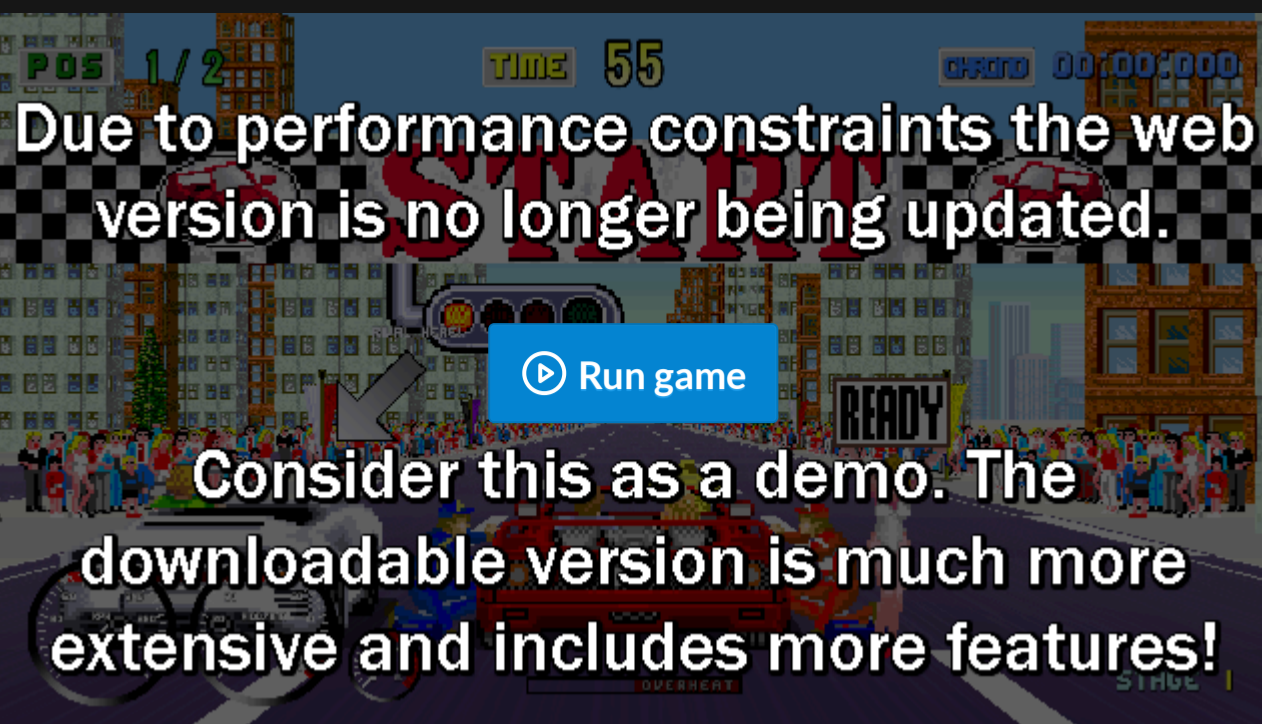 POS 1/2 TIME 55 CHRONO 00:00:000
Due to performance constraints the web
START
version is no longer being updated.
RIVAL HERE!
Run game
READY
Consider this as a demo. The
downloadable version is much more
extensive and includes more features!
OVERHEAT
STAGE 1